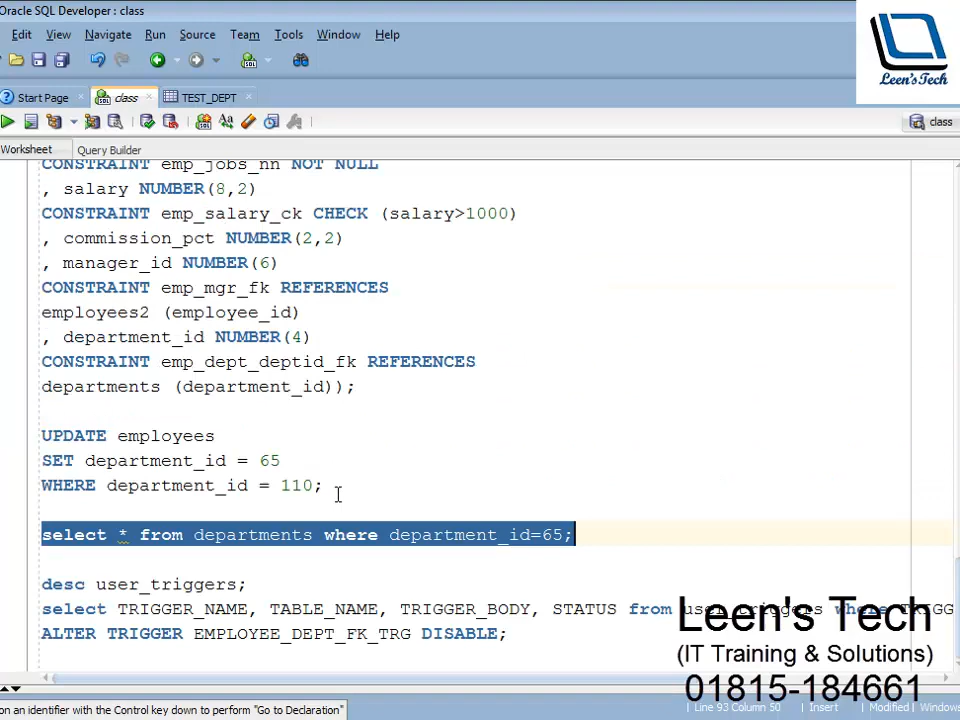 Oracle SQL Developer : class
Edit View Navigate Run Source Team Tools Window Help
Leen'sTech
Start Page class TEST_DEPT
class
Worksheet Query Builder
CONSTRAINT emp_jobs_nn NOT NULL
, salary NUMBER(8,2)
CONSTRAINT emp_salary_ck CHECK (salary>1000)
, commission_pct NUMBER(2,2)
, manager_id NUMBER(6)
CONSTRAINT emp_mgr_fk REFERENCES
employees2 (employee_id)
, department_id NUMBER(4)
CONSTRAINT emp_dept_deptid_fk REFERENCES
departments (department_id));
UPDATE employees
SET department_id = 65
WHERE department_id = 110;
select * from departments where department_id=65;
desc user_triggers;
select TRIGGER_NAME, TABLE_NAME, TRIGGER_BODY, STATUS from user_triggers where TRIGG
ALTER TRIGGER EMPLOYEE_DEPT_FK_TRG DISABLE;
Leen's Tech
(IT Training & Solutions)
01815-184661
on an identifier with the Control key down to perform "Go to Declaration"
Line 93 Column 50 Insert Modified Windows